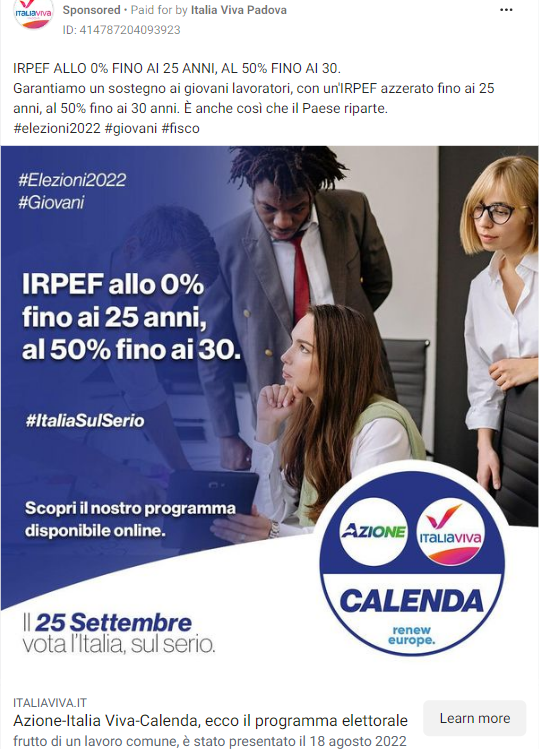 ITALIAVIVA
Sponsored • Paid for by Italia Viva Padova
ID: 414787204093923
IRPEF ALLO 0% FINO AI 25 ANNI, AL 50% FINO AI 30.
Garantiamo un sostegno ai giovani lavoratori, con un'IRPEF azzerato fino ai 25
anni, al 50% fino ai 30 anni. È anche così che il Paese riparte.
#elezioni2022 #giovani #fisco
#Elezioni2022
#Giovani
IRPEF allo 0%
fino ai 25 anni,
al 50% fino ai 30.
#ItaliaSulSerio
Scopri il nostro programma
disponibile online.
AZIONE
ITALIAVIVA
CALENDA
renew
europe.
Il 25 Settembre
vota l'Italia, sul serio.
ITALIAVIVA.IT
Azione-Italia Viva-Calenda, ecco il programma elettorale
frutto di un lavoro comune, è stato presentato il 18 agosto 2022
Learn more